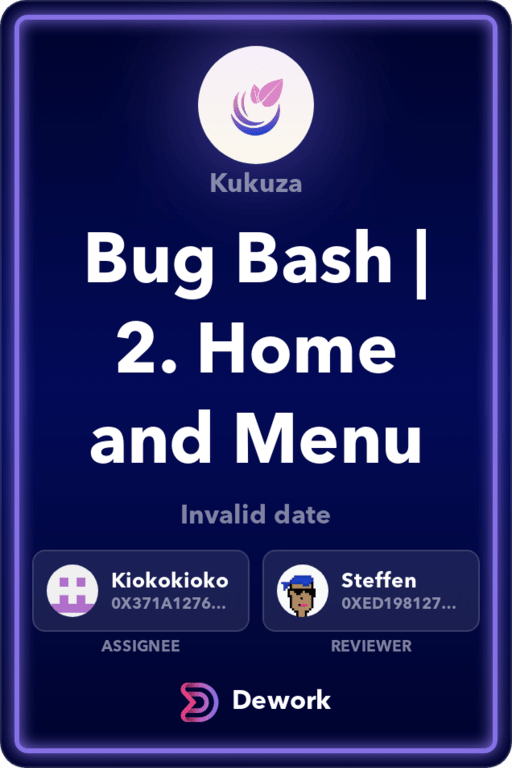 Kukuza
Bug Bash |
2. Home
and Menu
Invalid date
Kiokokioko
0X371A1276...
ASSIGNEE
Steffen
0XED198127...
REVIEWER
Dework